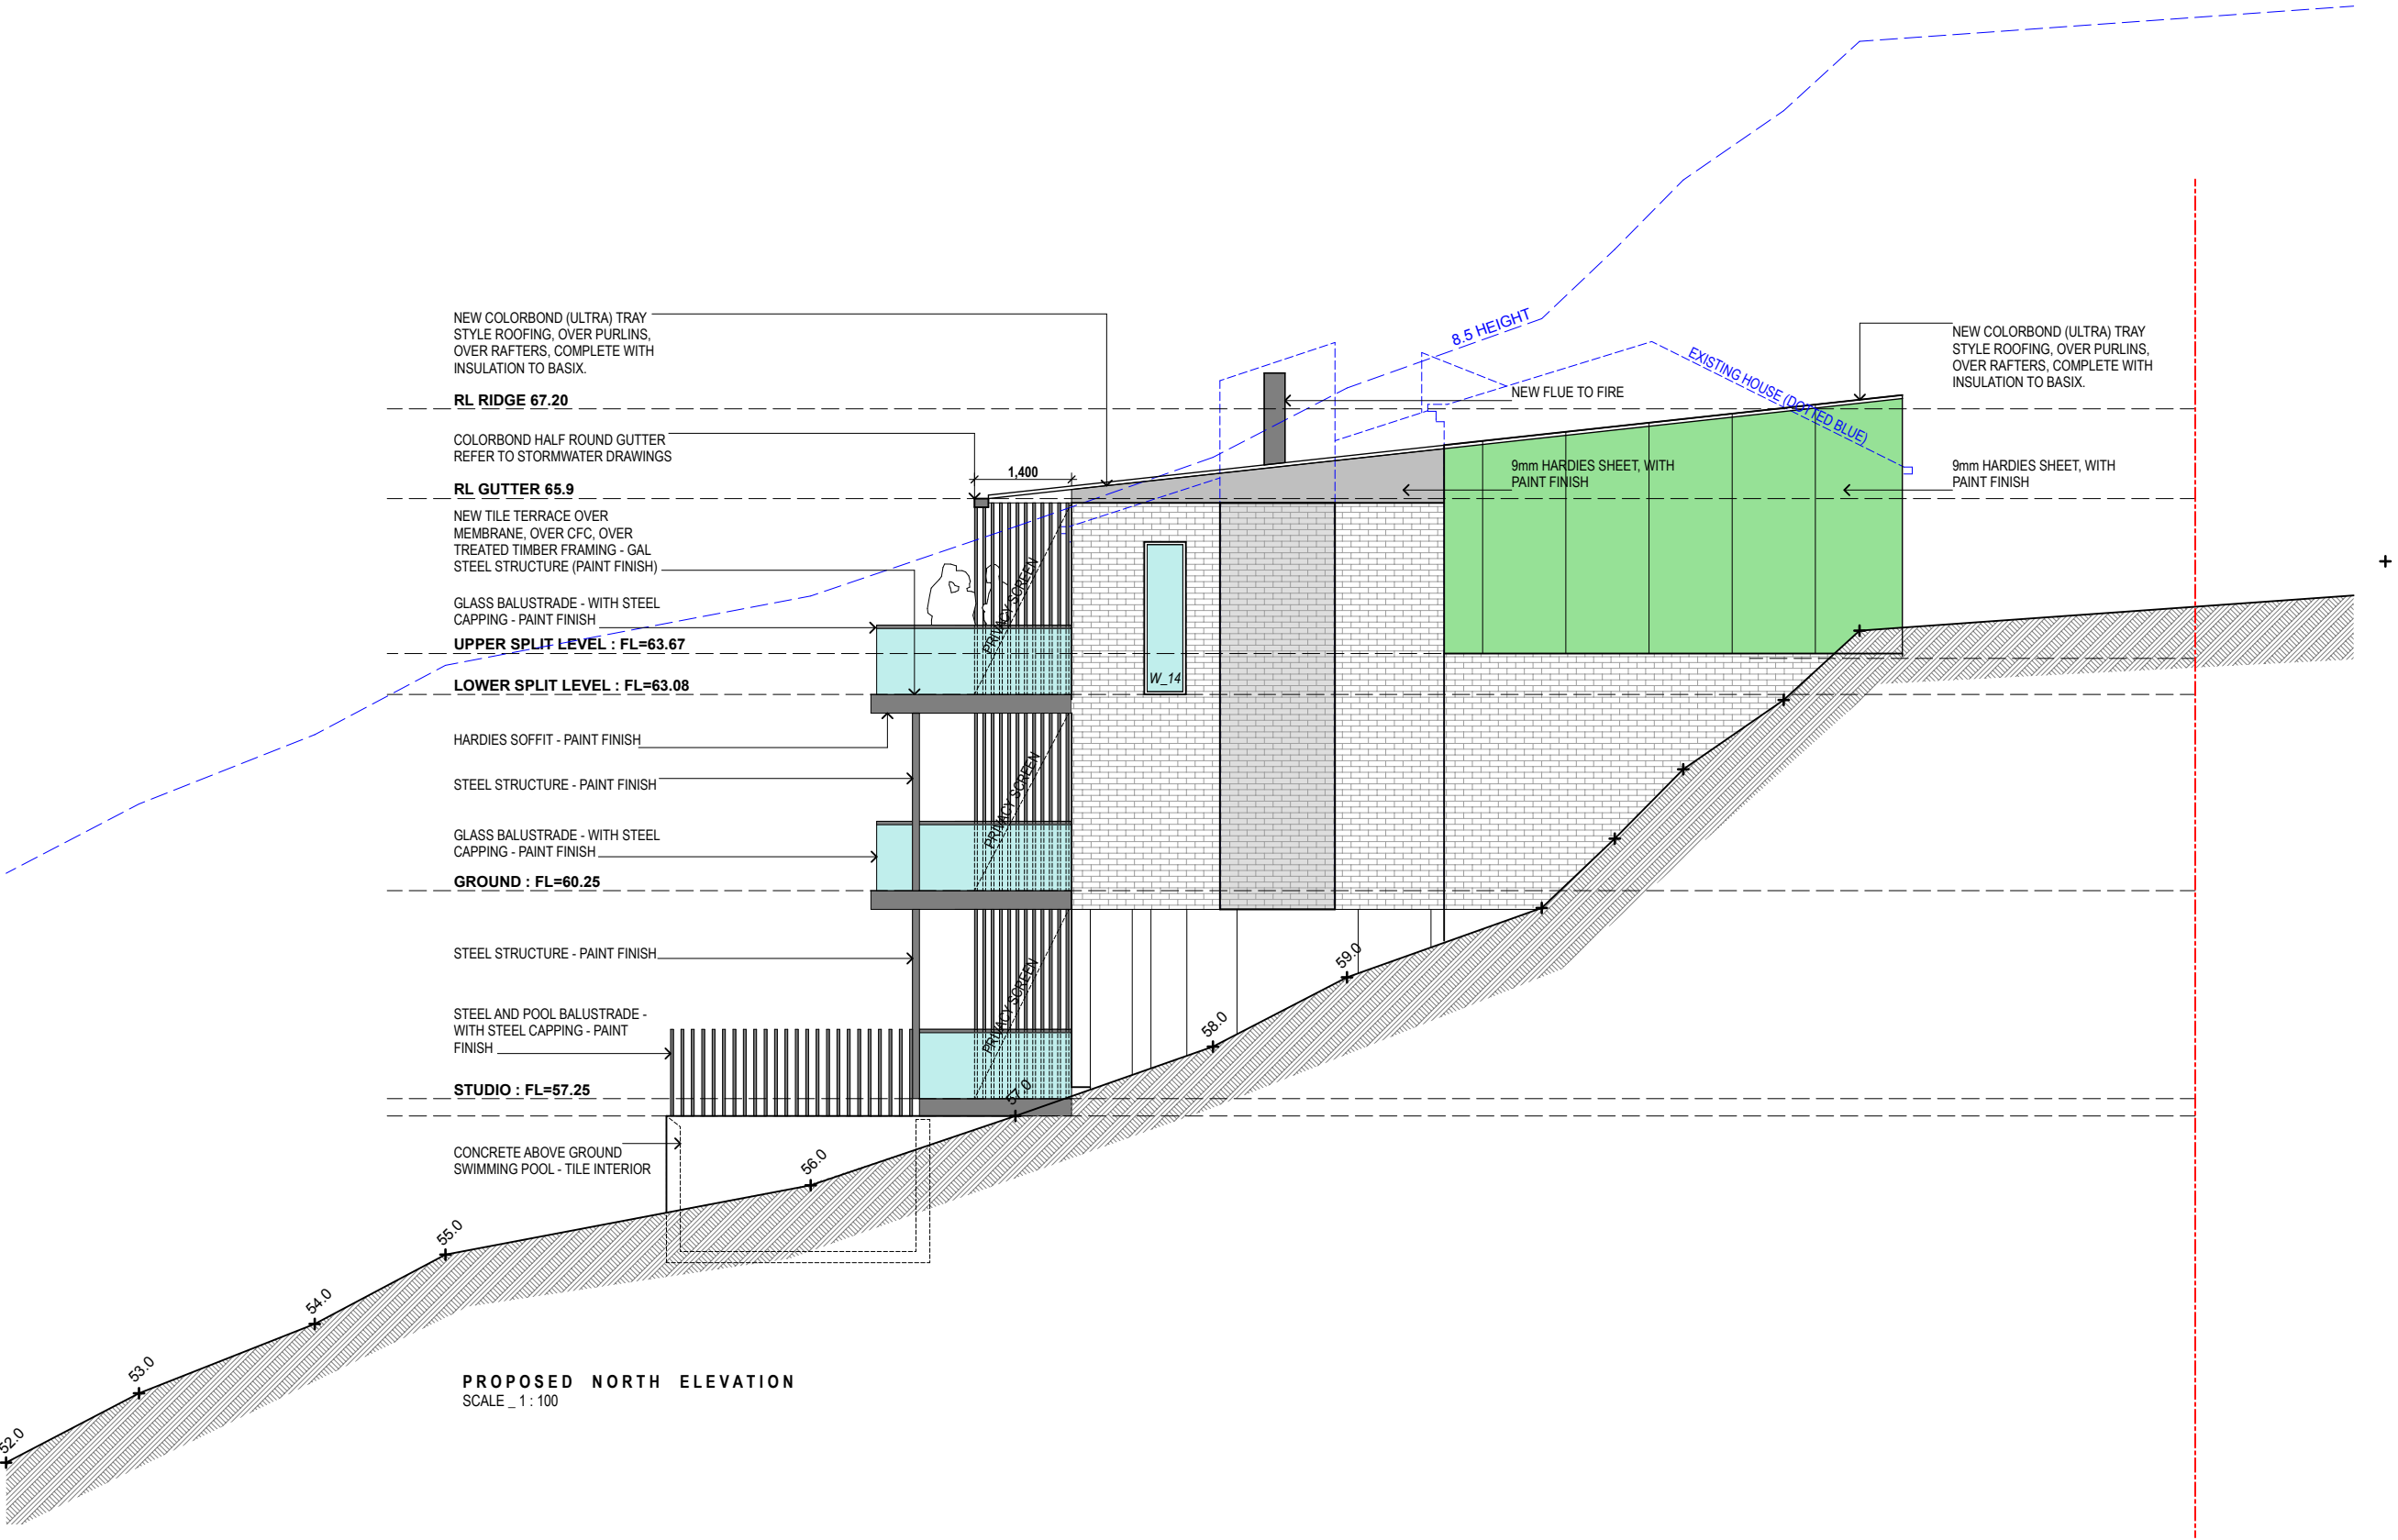 8.5 HEIGHT
EXISTING HOUSE (DOTTED BLUE)
NEW COLORBOND (ULTRA) TRAY
STYLE ROOFING, OVER PURLINS,
OVER RAFTERS, COMPLETE WITH
INSULATION TO BASIX.
RL RIDGE 67.20
COLORBOND HALF ROUND GUTTER
REFER TO STORMWATER DRAWINGS
RL GUTTER 65.9
NEW TILE TERRACE OVER
MEMBRANE, OVER CFC, OVER
TREATED TIMBER FRAMING - GAL
STEEL STRUCTURE (PAINT FINISH)
GLASS BALUSTRADE - WITH STEEL
CAPPING - PAINT FINISH
UPPER SPLIT LEVEL : FL=63.67
LOWER SPLIT LEVEL : FL=63.08
HARDIES SOFFIT - PAINT FINISH
STEEL STRUCTURE - PAINT FINISH
GLASS BALUSTRADE - WITH STEEL
CAPPING - PAINT FINISH
GROUND : FL=60.25
STEEL STRUCTURE - PAINT FINISH
STEEL AND POOL BALUSTRADE -
WITH STEEL CAPPING - PAINT
FINISH
STUDIO : FL=57.25
CONCRETE ABOVE GROUND
SWIMMING POOL - TILE INTERIOR
1,400
PRIVACY SCREEN
PRIVACY SCREEN
PRIVACY SCREEN
W_14
NEW FLUE TO FIRE
9mm HARDIES SHEET, WITH
PAINT FINISH
NEW COLORBOND (ULTRA) TRAY
STYLE ROOFING, OVER PURLINS,
OVER RAFTERS, COMPLETE WITH
INSULATION TO BASIX.
9mm HARDIES SHEET, WITH
PAINT FINISH
59.0
58.0
57.0
56.0
55.0
54.0
53.0
52.0
PROPOSED NORTH ELEVATION
SCALE _ 1 : 100